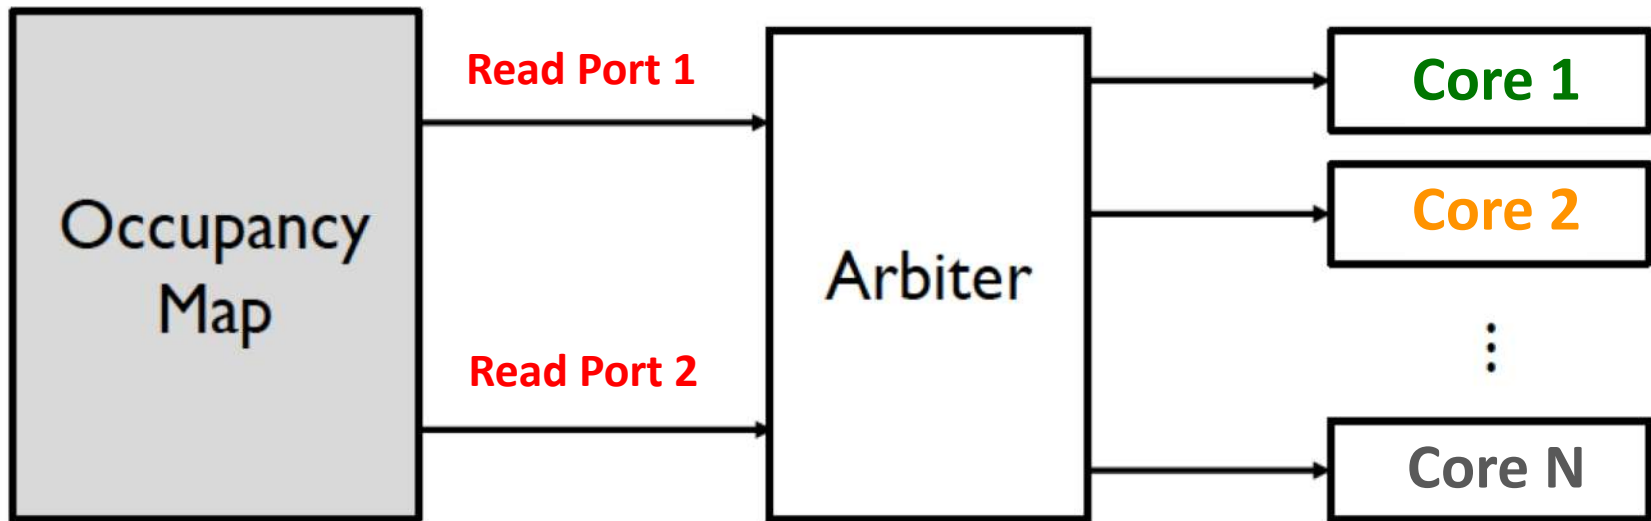 Occupancy
Map
Read Port 1
Read Port 2
Arbiter
Core 1
Core 2
Core N